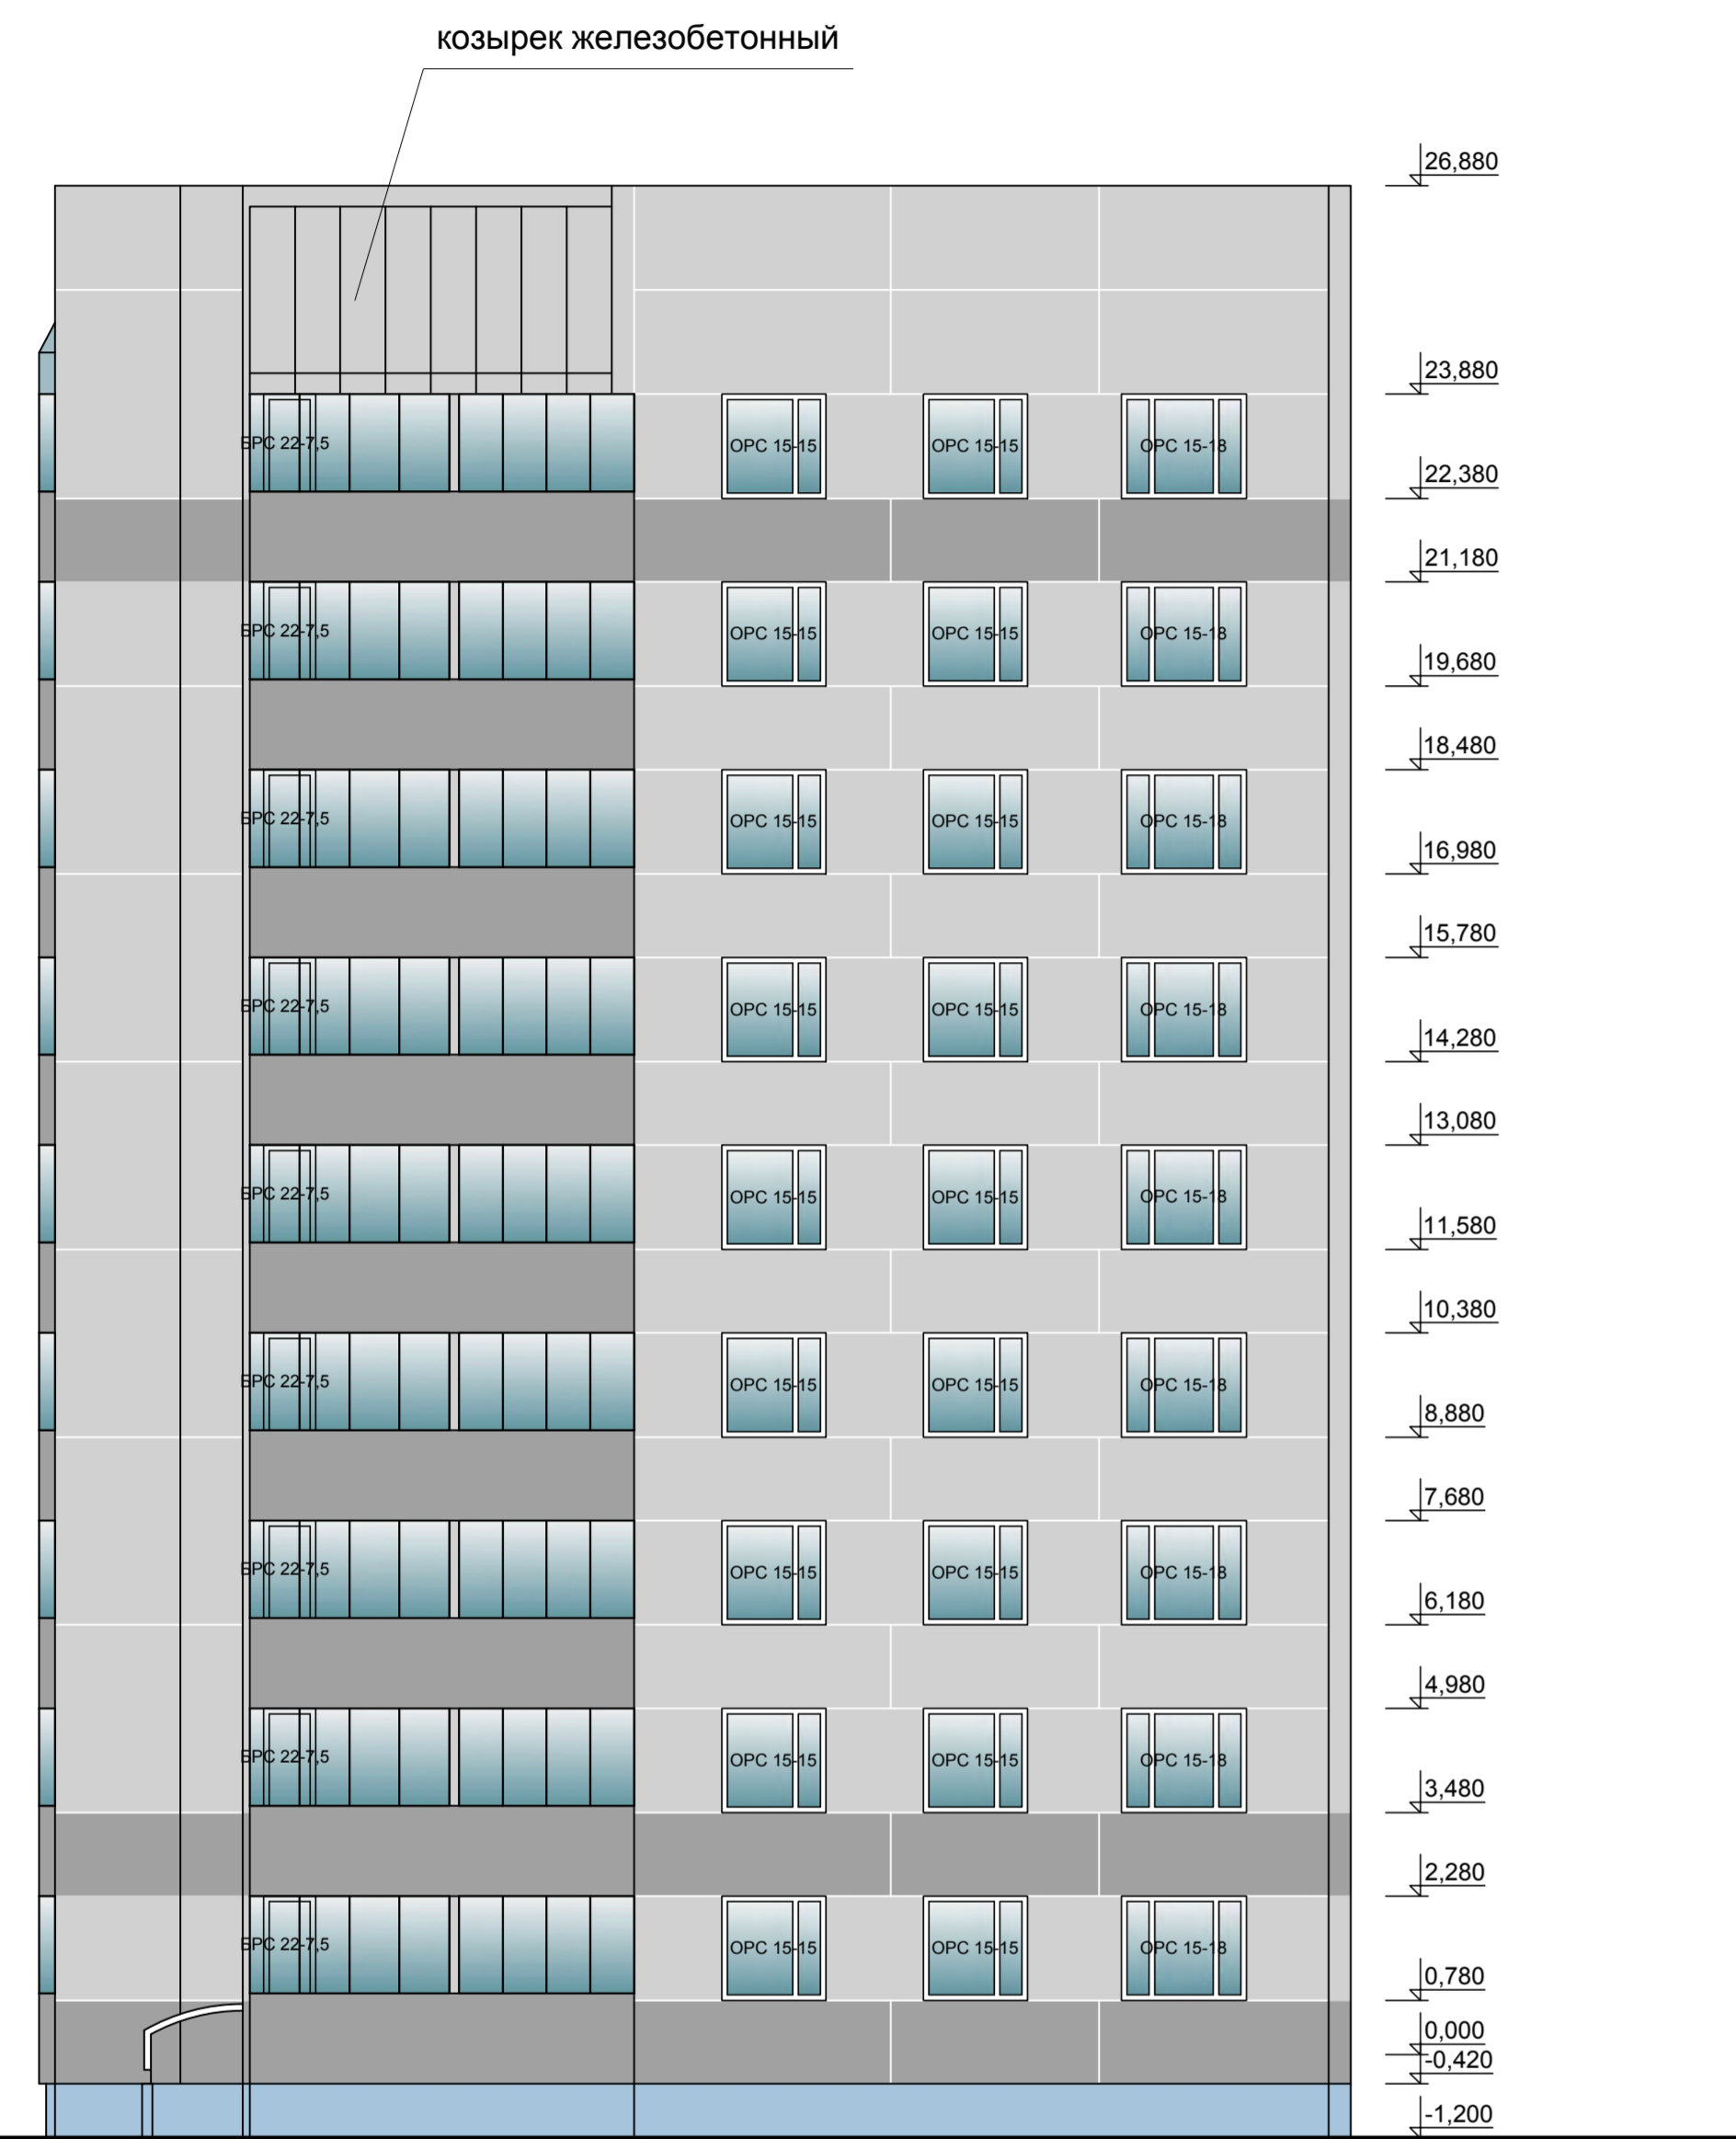 козырек железобетонный
26,880
23,880
БРС 22-7,5 ОРС 15-15 ОРС 15-15 ОРС 15-18
22,380
21,180
БРС 22-7,5 ОРС 15-15 ОРС 15-15 ОРС 15-18
19,680
18,480
БРС 22-7,5 ОРС 15-15 ОРС 15-15 ОРС 15-18
16,980
15,780
БРС 22-7,5 ОРС 15-15 ОРС 15-15 ОРС 15-18
14,280
13,080
БРС 22-7,5 ОРС 15-15 ОРС 15-15 ОРС 15-18
11,580
10,380
БРС 22-7,5 ОРС 15-15 ОРС 15-15 ОРС 15-18
8,880
7,680
БРС 22-7,5 ОРС 15-15 ОРС 15-15 ОРС 15-18
6,180
4,980
БРС 22-7,5 ОРС 15-15 ОРС 15-15 ОРС 15-18
3,480
2,280
БРС 22-7,5 ОРС 15-15 ОРС 15-15 ОРС 15-18
0,780
0,000
-0,420
-1,200